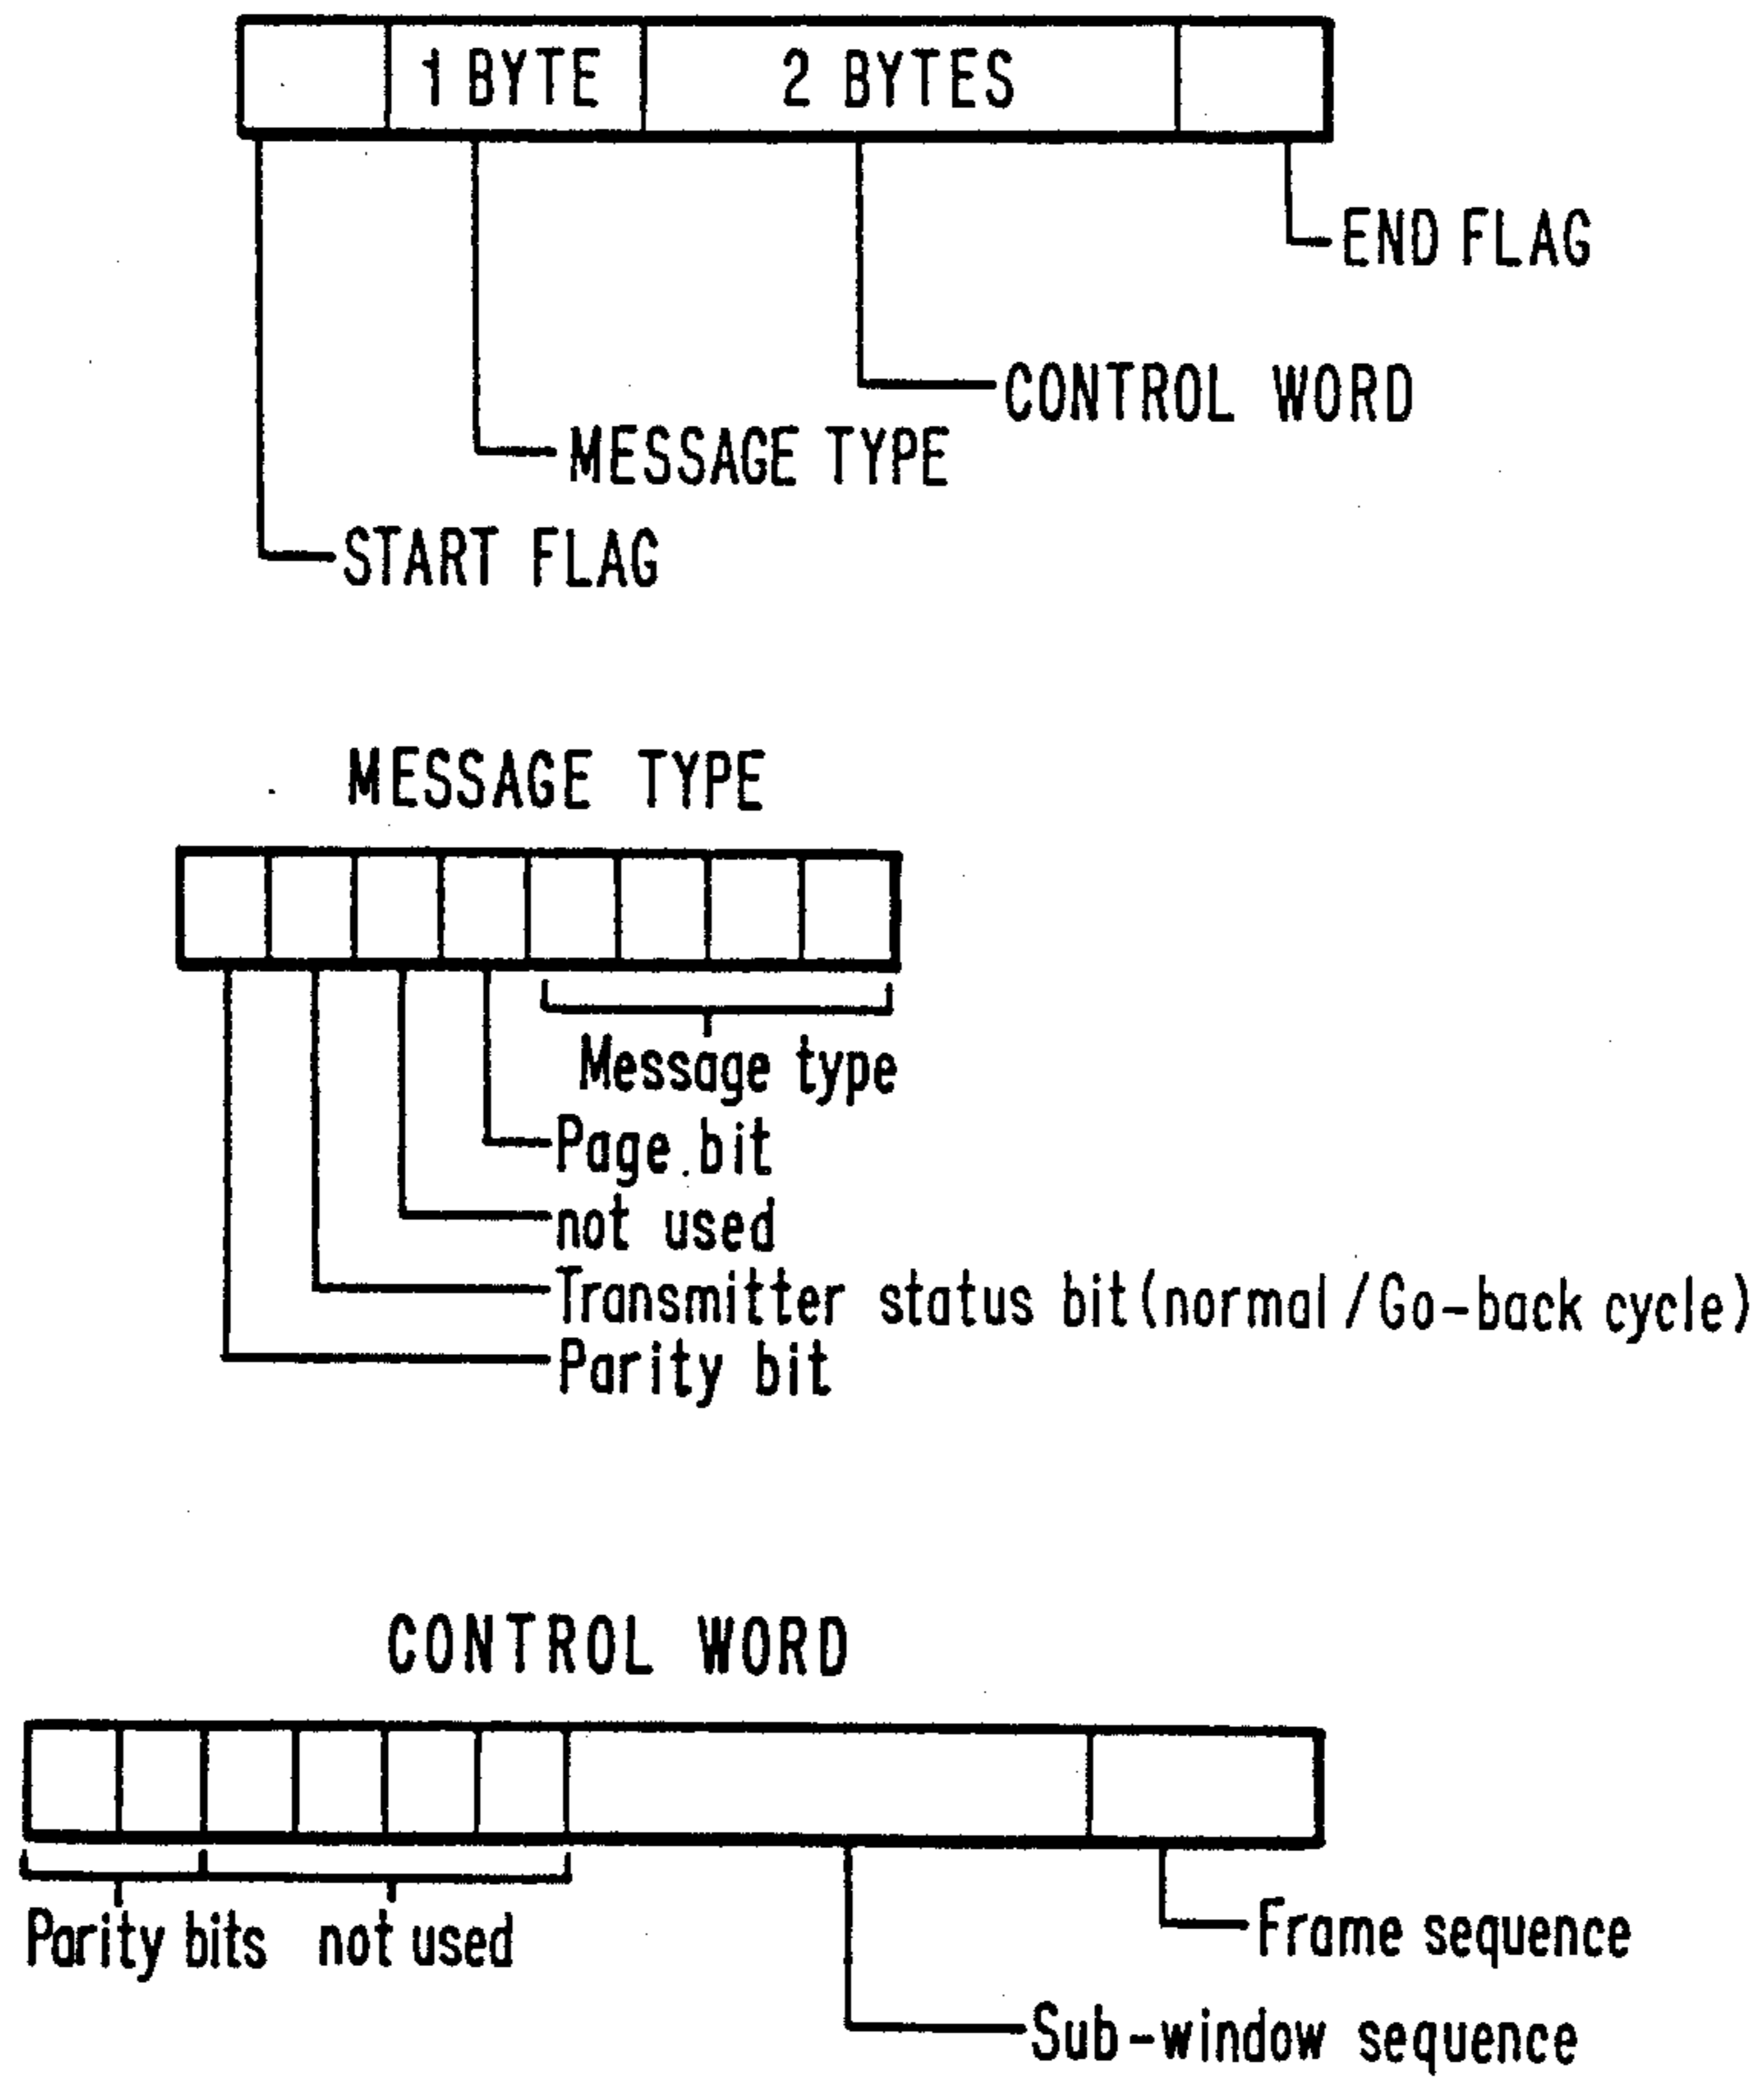 1 BYTE
2 BYTES
END FLAG
CONTROL WORD
MESSAGE TYPE
START FLAG
MESSAGE TYPE
Message type
Page bit
not used
Transmitter status bit (normal / Go-back cycle)
Parity bit
CONTROL WORD
Parity bits
not used
Frame sequence
Sub-window sequence